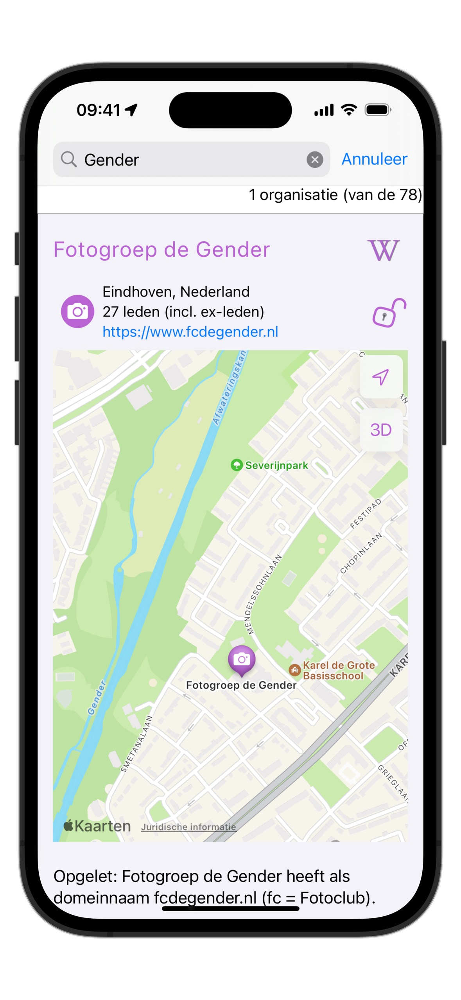 09:41
Gender
Annuleer
1 organisatie (van de 78)
Fotogroep de Gender
W
Eindhoven, Nederland
27 leden (incl. ex-leden)
https://www.fcdegender.nl
Afwateringskan
3D
Severijnpark
FESTIPAD
CHOPINLAAN
MENDELSSOHNLAAN
Karel de Grote
Basisschool
KARE
Fotogroep de Gender
Gender
SMETANALAAN
GRIEGLAAN
Kaarten
Juridische informatie
Opgelet: Fotogroep de Gender heeft als
domeinnaam fcdegender.nl (fc = Fotoclub).